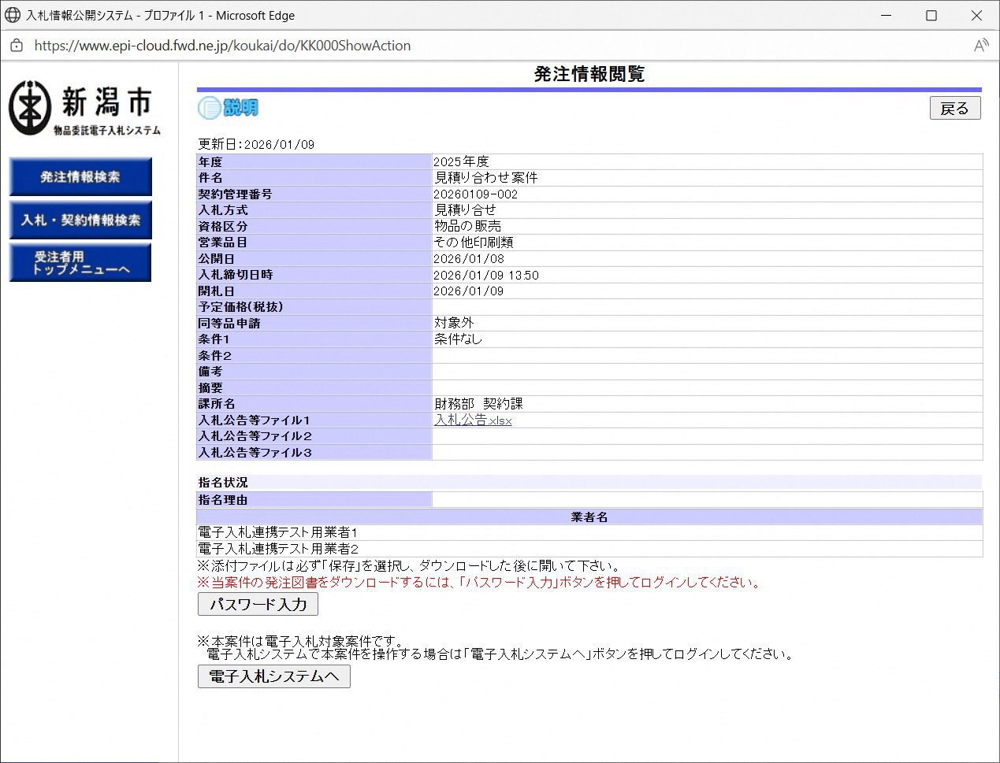 入札情報公開システム - プロファイル 1 - Microsoft Edge
https://www.epi-cloud.fwd.ne.jp/koukai/do/KK000ShowAction
新潟市
物品委託電子入札システム
発注情報検索
入札・契約情報検索
受注者用
トップメニューへ
発注情報閲覧
説明
戻る
更新日：2026/01/09
年度 2025年度
件名 見積り合わせ案件
契約管理番号 20260109-002
入札方式 見積り合せ
資格区分 物品の販売
営業品目 その他印刷類
公開日 2026/01/08
入札締切日時 2026/01/09 13:50
開札日 2026/01/09
予定価格(税抜)
同等品申請 対象外
条件1 条件なし
条件2
備考
摘要
課所名 財務部　契約課
入札公告等ファイル1 入札公告.xlsx
入札公告等ファイル2
入札公告等ファイル3
指名状況
指名理由
業者名
電子入札連携テスト用業者1
電子入札連携テスト用業者2
※添付ファイルは必ず「保存」を選択し、ダウンロードした後に開いて下さい。
※当案件の発注図書をダウンロードするには、「パスワード入力」ボタンを押してログインしてください。
パスワード入力
※本案件は電子入札対象案件です。
電子入札システムで本案件を操作する場合は「電子入札システムへ」ボタンを押してログインしてください。
電子入札システムへ